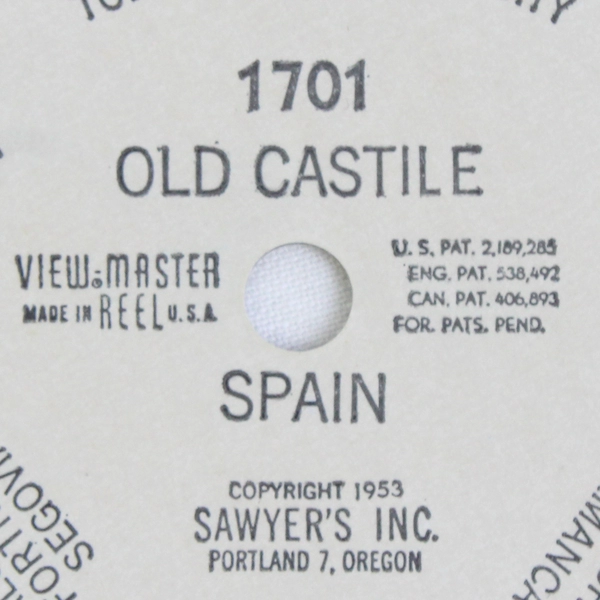 1701
OLD CASTILE
VIEW-MASTER
MADE IN REEL U.S.A.
U. S. PAT. 2,189,285
ENG. PAT. 538,492
CAN. PAT. 406,893
FOR. PATS. PEND.
SPAIN
COPYRIGHT 1953
SAWYER'S INC.
PORTLAND 7, OREGON